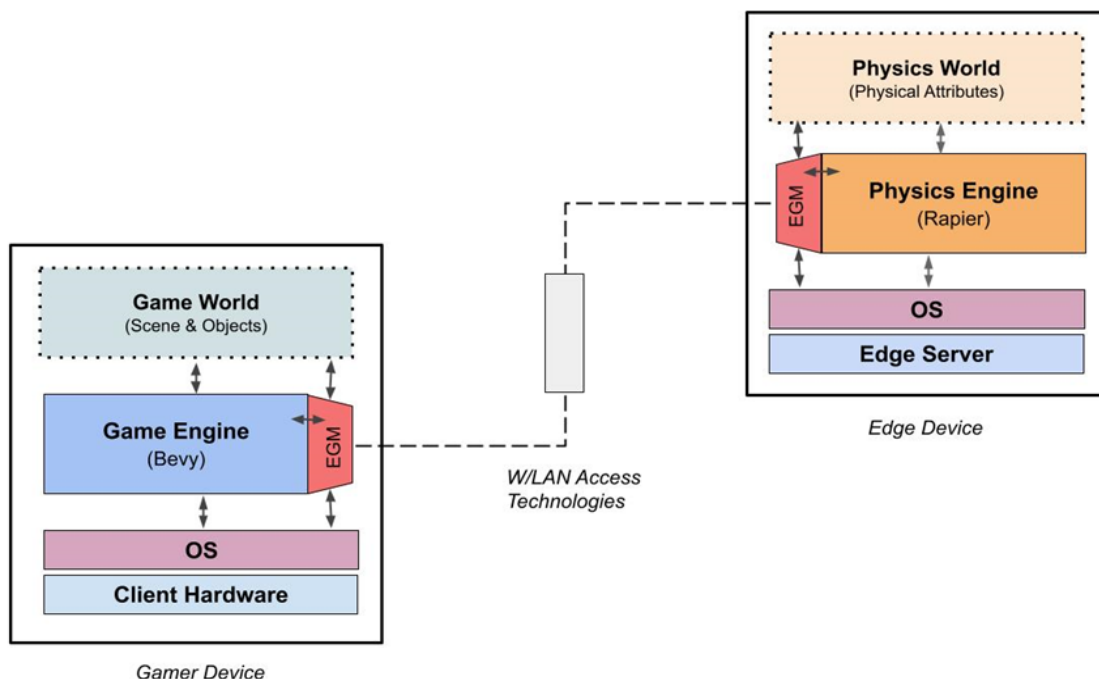 Physics World
(Physical Attributes)
EGM
Physics Engine
(Rapier)
OS
Edge Server
Edge Device
Game World
(Scene & Objects)
Game Engine
(Bevy)
EGM
OS
Client Hardware
Gamer Device
W/LAN Access
Technologies